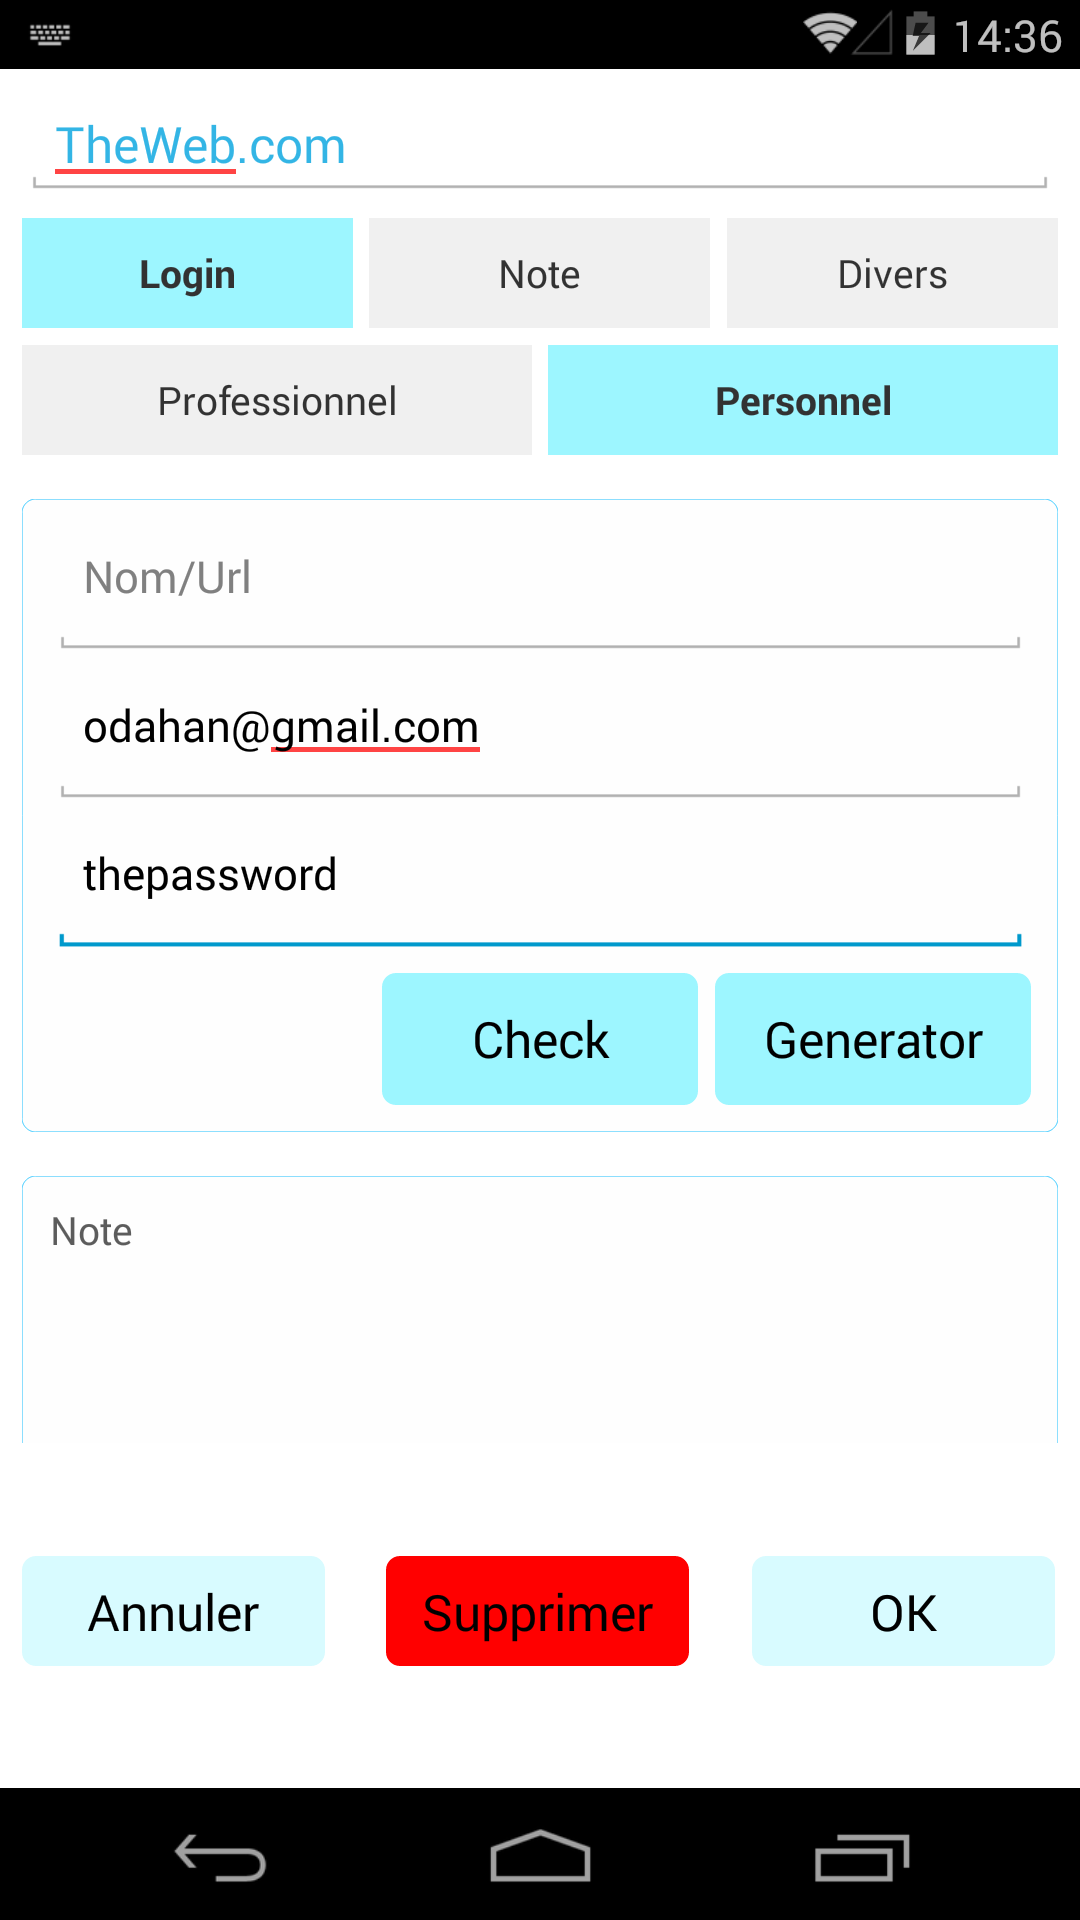 14:36
TheWeb.com
Login Note Divers
Professionnel Personnel
Nom/Url
odahan@gmail.com
thepassword
Check Generator
Note
Annuler Supprimer OK